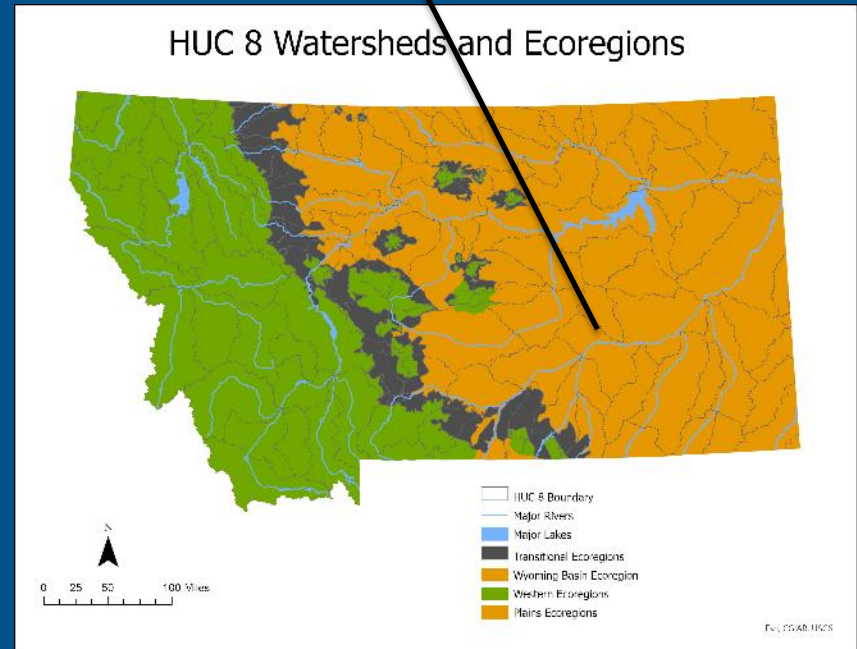 HUC 8 Watersheds and Ecoregions
HUC 8 Boundary
Major Rivers
Major Lakes
Transitional Ecoregions
Wyoming Basin Ecoregion
Western Ecoregions
Plains Ecoregions
N
0 25 50 100 Miles